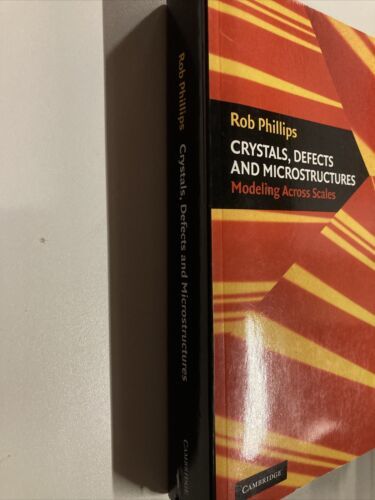 Rob Phillips Crystals, Defects and Microstructures CAMBRIDGE
Rob Phillips
CRYSTALS, DEFECTS
AND MICROSTRUCTURES
Modeling Across Scales
CAMBRIDGE